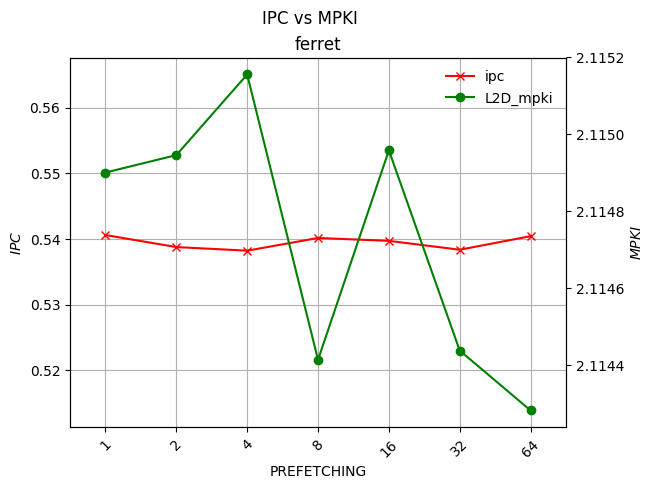 IPC vs MPKI
ferret
ipc
L2D_mpki
IPC
0.56
0.55
0.54
0.53
0.52
2.1152
2.1150
2.1148
2.1146
2.1144
MPKI
1 2 4 8 16 32 64
PREFETCHING